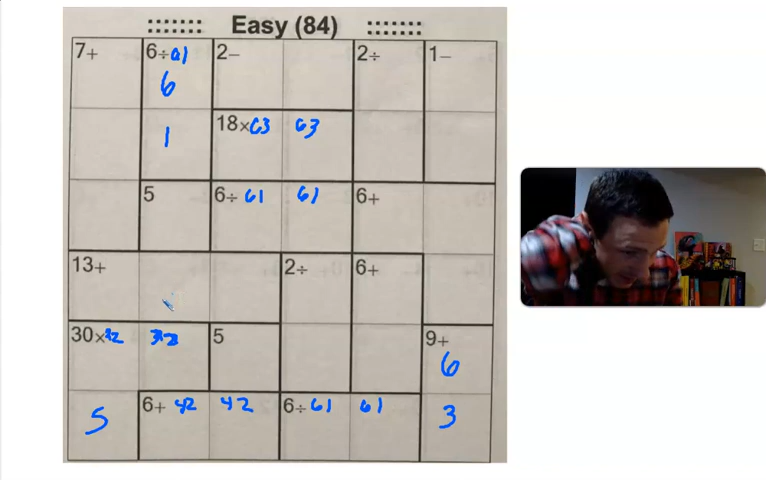 Easy (84)
7+ 6÷ 61 2− 2÷ 1−
6
1 18× 63 63
5 6÷ 61 61 6+
13+ 2÷ 6+
30× 32 5 9+
6
5 6+ 42 42 6÷ 61 61 3